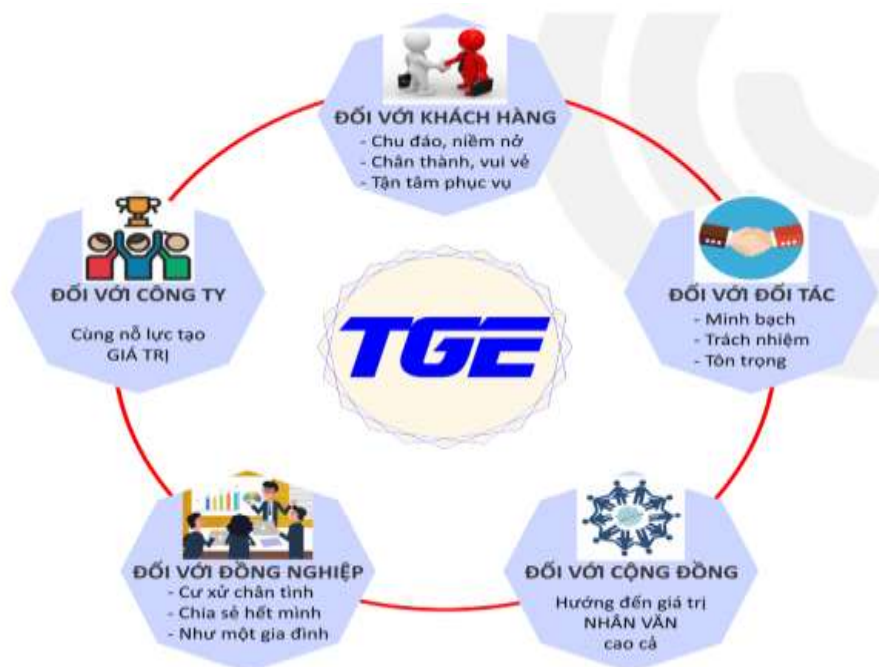 ĐỐI VỚI KHÁCH HÀNG
- Chu đáo, niềm nở
- Chân thành, vui vẻ
- Tận tâm phục vụ
ĐỐI VỚI CÔNG TY
Cùng nỗ lực tạo
GIÁ TRỊ
ĐỐI VỚI ĐỐI TÁC
- Minh bạch
- Trách nhiệm
- Tôn trọng
TGE
ĐỐI VỚI ĐỒNG NGHIỆP
- Cư xử chân tình
- Chia sẻ hết mình
- Như một gia đình
ĐỐI VỚI CỘNG ĐỒNG
Hướng đến giá trị
NHÂN VĂN
cao cả